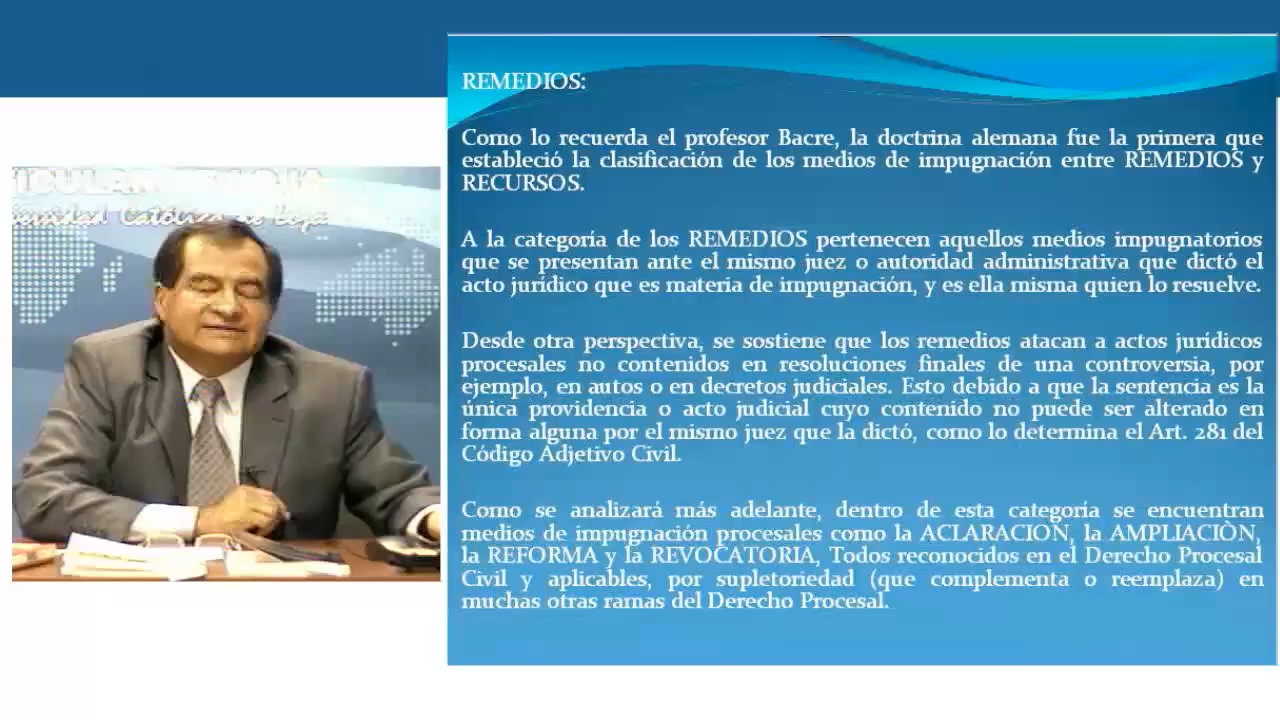 Católica de Loja
REMEDIOS:
Como lo recuerda el profesor Bacre, la doctrina alemana fue la primera que
estableció la clasificación de los medios de impugnación entre REMEDIOS y
RECURSOS.
A la categoría de los REMEDIOS pertenecen aquellos medios impugnatorios
que se presentan ante el mismo juez o autoridad administrativa que dictó el
acto jurídico que es materia de impugnación, y es ella misma quien lo resuelve.
Desde otra perspectiva, se sostiene que los remedios atacan a actos jurídicos
procesales no contenidos en resoluciones finales de una controversia, por
ejemplo, en autos o en decretos judiciales. Esto debido a que la sentencia es la
única providencia o acto judicial cuyo contenido no puede ser alterado en
forma alguna por el mismo juez que la dictó, como lo determina el Art. 281 del
Código Adjetivo Civil.
Como se analizará más adelante, dentro de esta categoría se encuentran
medios de impugnación procesales como la ACLARACION, la AMPLIACIÒN,
la REFORMA y la REVOCATORIA, Todos reconocidos en el Derecho Procesal
Civil y aplicables, por supletoriedad (que complementa o reemplaza) en
muchas otras ramas del Derecho Procesal.